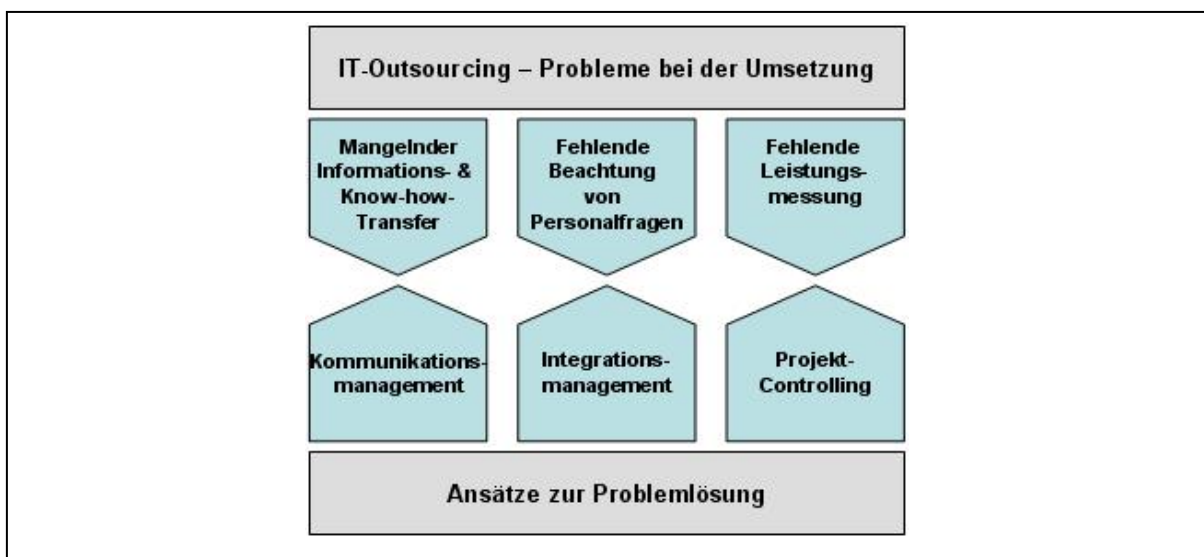 IT-Outsourcing – Probleme bei der Umsetzung
Mangelnder
Informations- &
Know-how-
Transfer
Fehlende
Beachtung
von
Personalfragen
Fehlende
Leistungs-
messung
Kommunikations-
management
Integrations-
management
Projekt-
Controlling
Ansätze zur Problemlösung